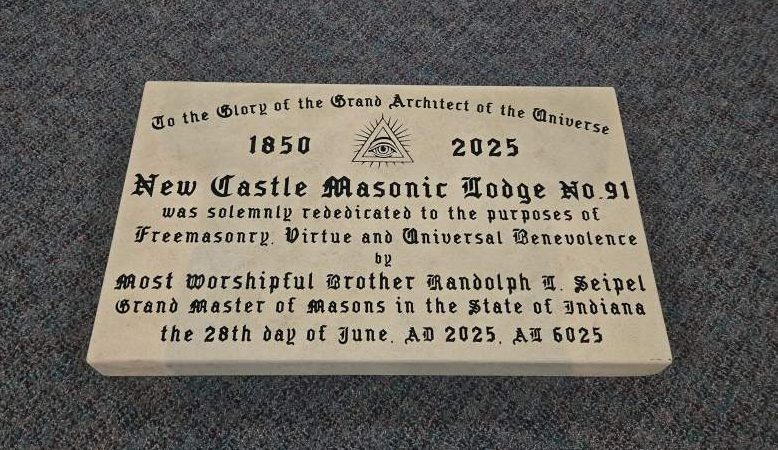 To the Glory of the Grand Architect of the Universe
1850 2025
New Castle Masonic Lodge No. 91
was solemnly rededicated to the purposes of
Freemasonry, Virtue and Universal Benevolence
by
Most Worshipful Brother Randolph L. Seipel
Grand Master of Masons in the State of Indiana
the 28th day of June, AD 2025, AL 6025